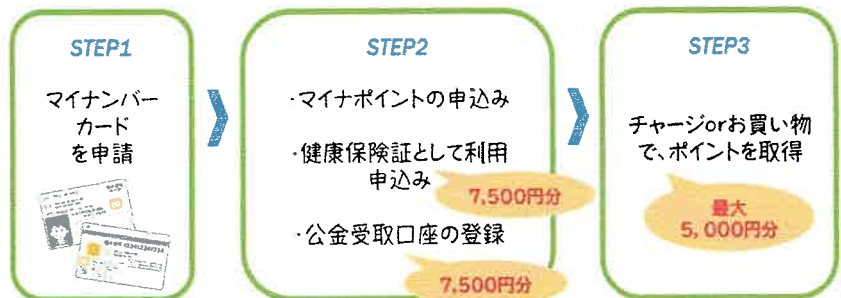 STEP1
マイナンバー
カード
を申請
STEP2
・マイナポイントの申込み
・健康保険証として利用
申込み
7,500円分
・公金受取口座の登録
7,500円分
STEP3
チャージorお買い物
で、ポイントを取得
最大
5,000円分